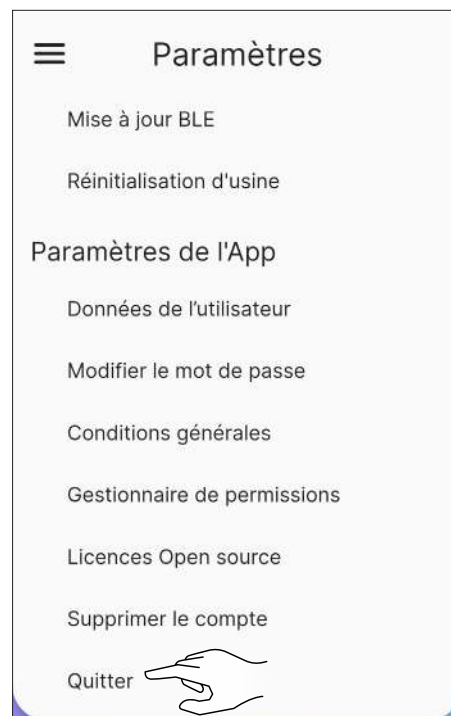 Paramètres
Mise à jour BLE
Réinitialisation d'usine
Paramètres de l'App
Données de l'utilisateur
Modifier le mot de passe
Conditions générales
Gestionnaire de permissions
Licences Open source
Supprimer le compte
Quitter